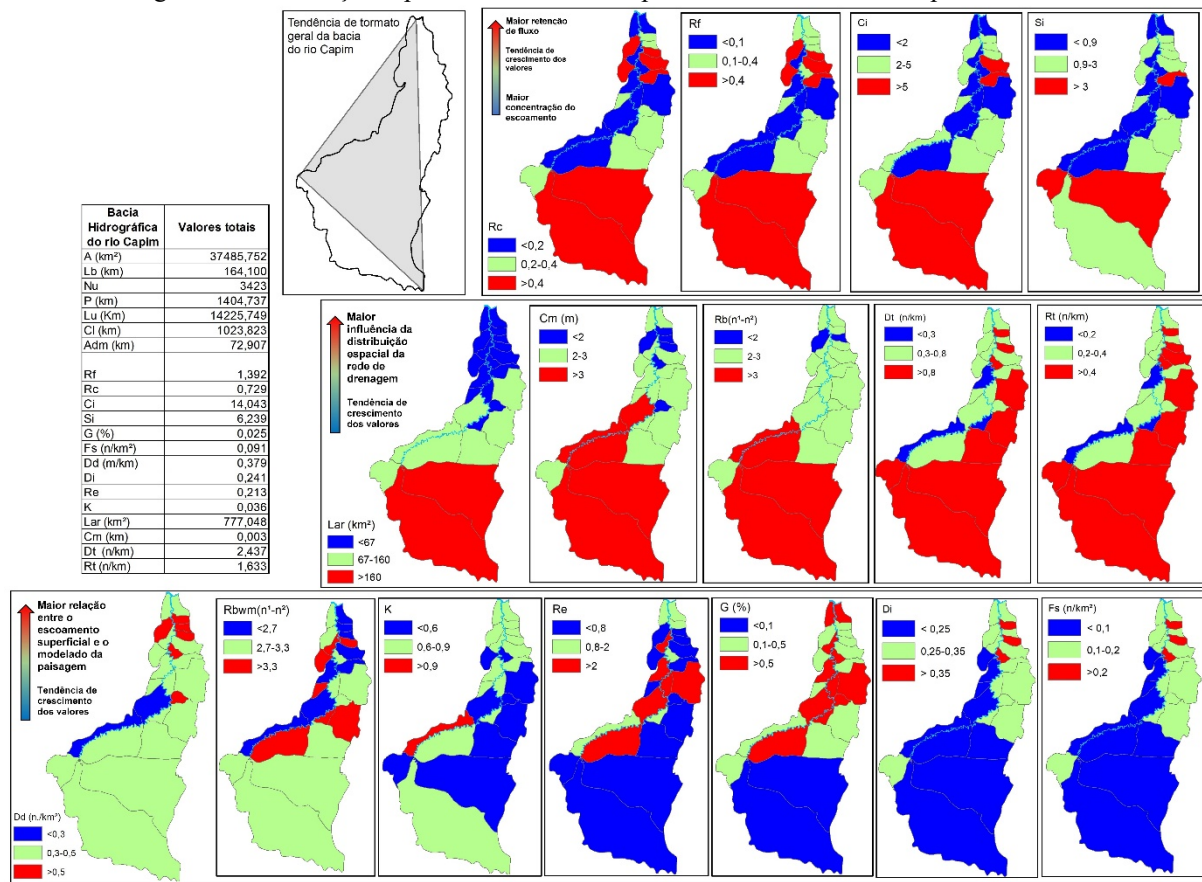 Tendência de formato
geral da bacia
do rio Capim
Bacia
Hidrográfica
do rio Capim
Valores totais
A (km²) 37485,752
Lb (km) 164,100
Nu 3423
P (km) 1404,737
Lu (Km) 14225,749
Cl (km) 1023,823
Adm (km) 72,907
Rf 1,392
Rc 0,729
Ci 14,043
Si 6,239
G (%) 0,025
Fs (n/km²) 0,091
Dd (m/km) 0,379
Di 0,241
Re 0,213
K 0,036
Lar (km²) 777,048
Cm (km) 0,003
Dt (n/km) 2,437
Rt (n/km) 1,633
Maior retenção
de fluxo
Tendência de
crescimento dos
valores
Maior
concentração do
escoamento
Rc
<0,2
0,2-0,4
>0,4
Rf
<0,1
0,1-0,4
>0,4
Ci
<2
2-5
>5
Si
< 0,9
0,9-3
> 3
Maior
influência da
distribuição
espacial da
rede de
drenagem
Tendência de
crescimento
dos valores
Lar (km²)
<67
67-160
>160
Cm (m)
<2
2-3
>3
Rb(n¹-n²)
<2
2-3
>3
Dt (n/km)
<0,3
0,3-0,8
>0,8
Rt (n/km)
<0,2
0,2-0,4
>0,4
Maior relação
entre o
escoamento
superficial e o
modelado da
paisagem
Tendência de
crescimento
dos valores
Dd (n./km²)
<0,3
0,3-0,5
>0,5
Rbwm(n¹-n²)
<2,7
2,7-3,3
>3,3
K
<0,6
0.6-0,9
>0,9
Re
<0,8
0,8-2
>2
G (%)
<0,1
0,1-0,5
>0,5
Di
< 0,25
0,25-0,35
> 0,35
Fs (n/km²)
< 0,1
0,1-0,2
>0,2